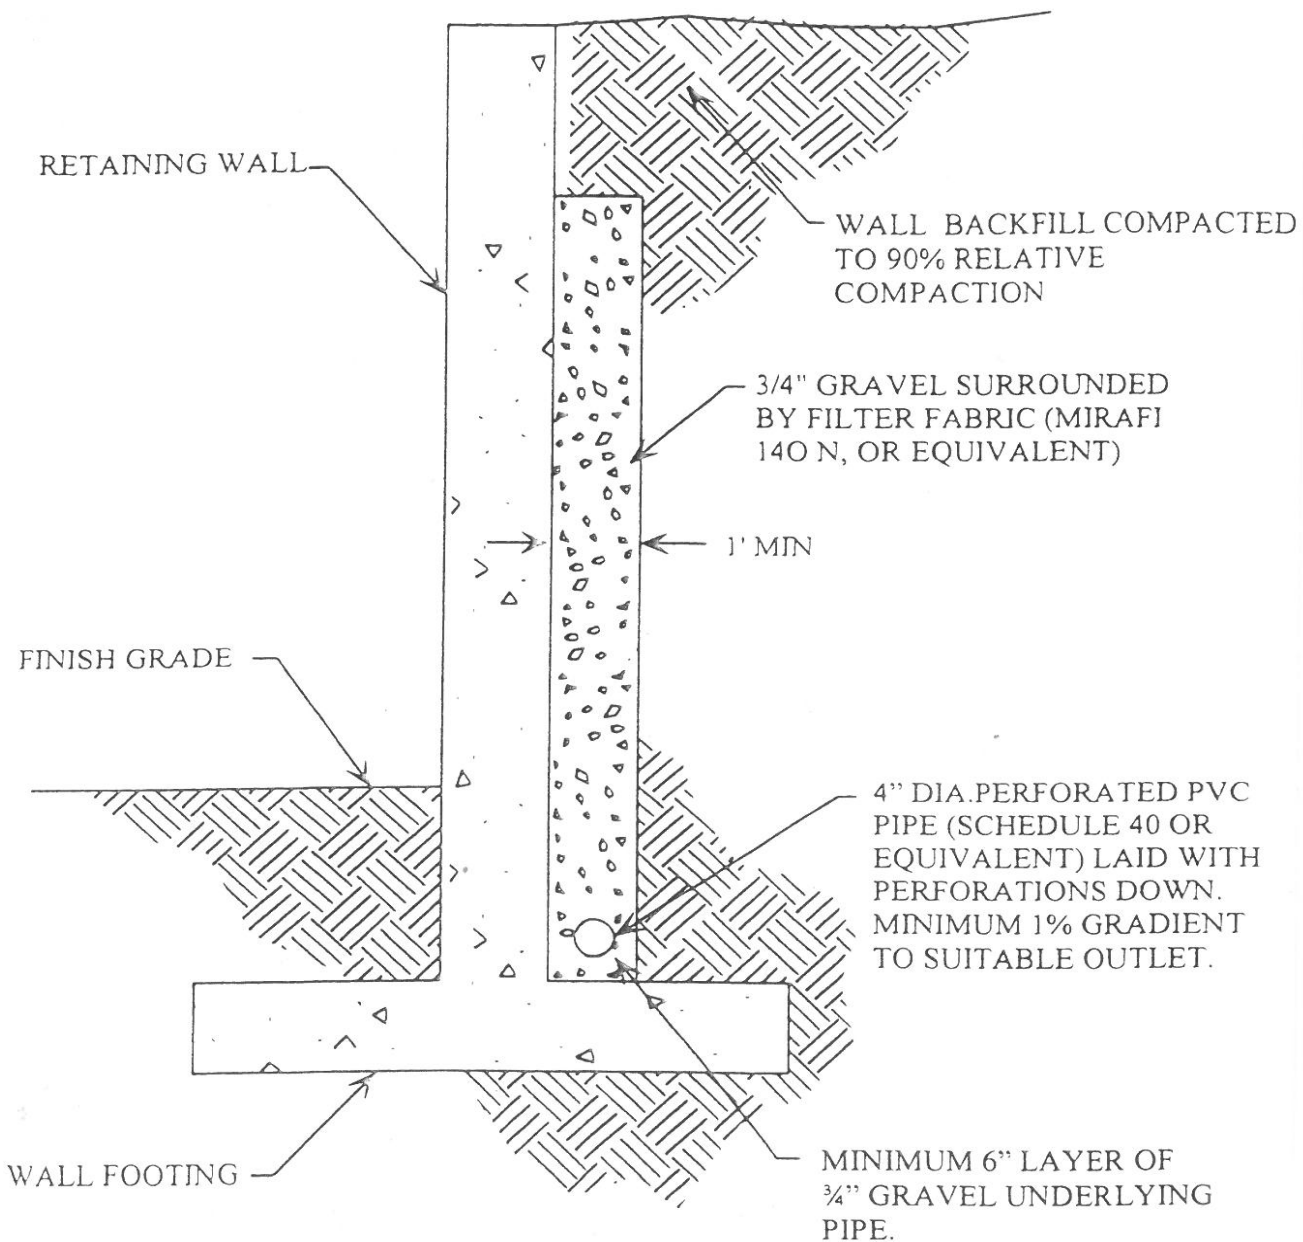 RETAINING WALL
WALL BACKFILL COMPACTED
TO 90% RELATIVE
COMPACTION
3/4" GRAVEL SURROUNDED
BY FILTER FABRIC (MIRAFI
140 N, OR EQUIVALENT)
1' MIN
FINISH GRADE
4" DIA.PERFORATED PVC
PIPE (SCHEDULE 40 OR
EQUIVALENT) LAID WITH
PERFORATIONS DOWN.
MINIMUM 1% GRADIENT
TO SUITABLE OUTLET.
WALL FOOTING
MINIMUM 6" LAYER OF
¾" GRAVEL UNDERLYING
PIPE.